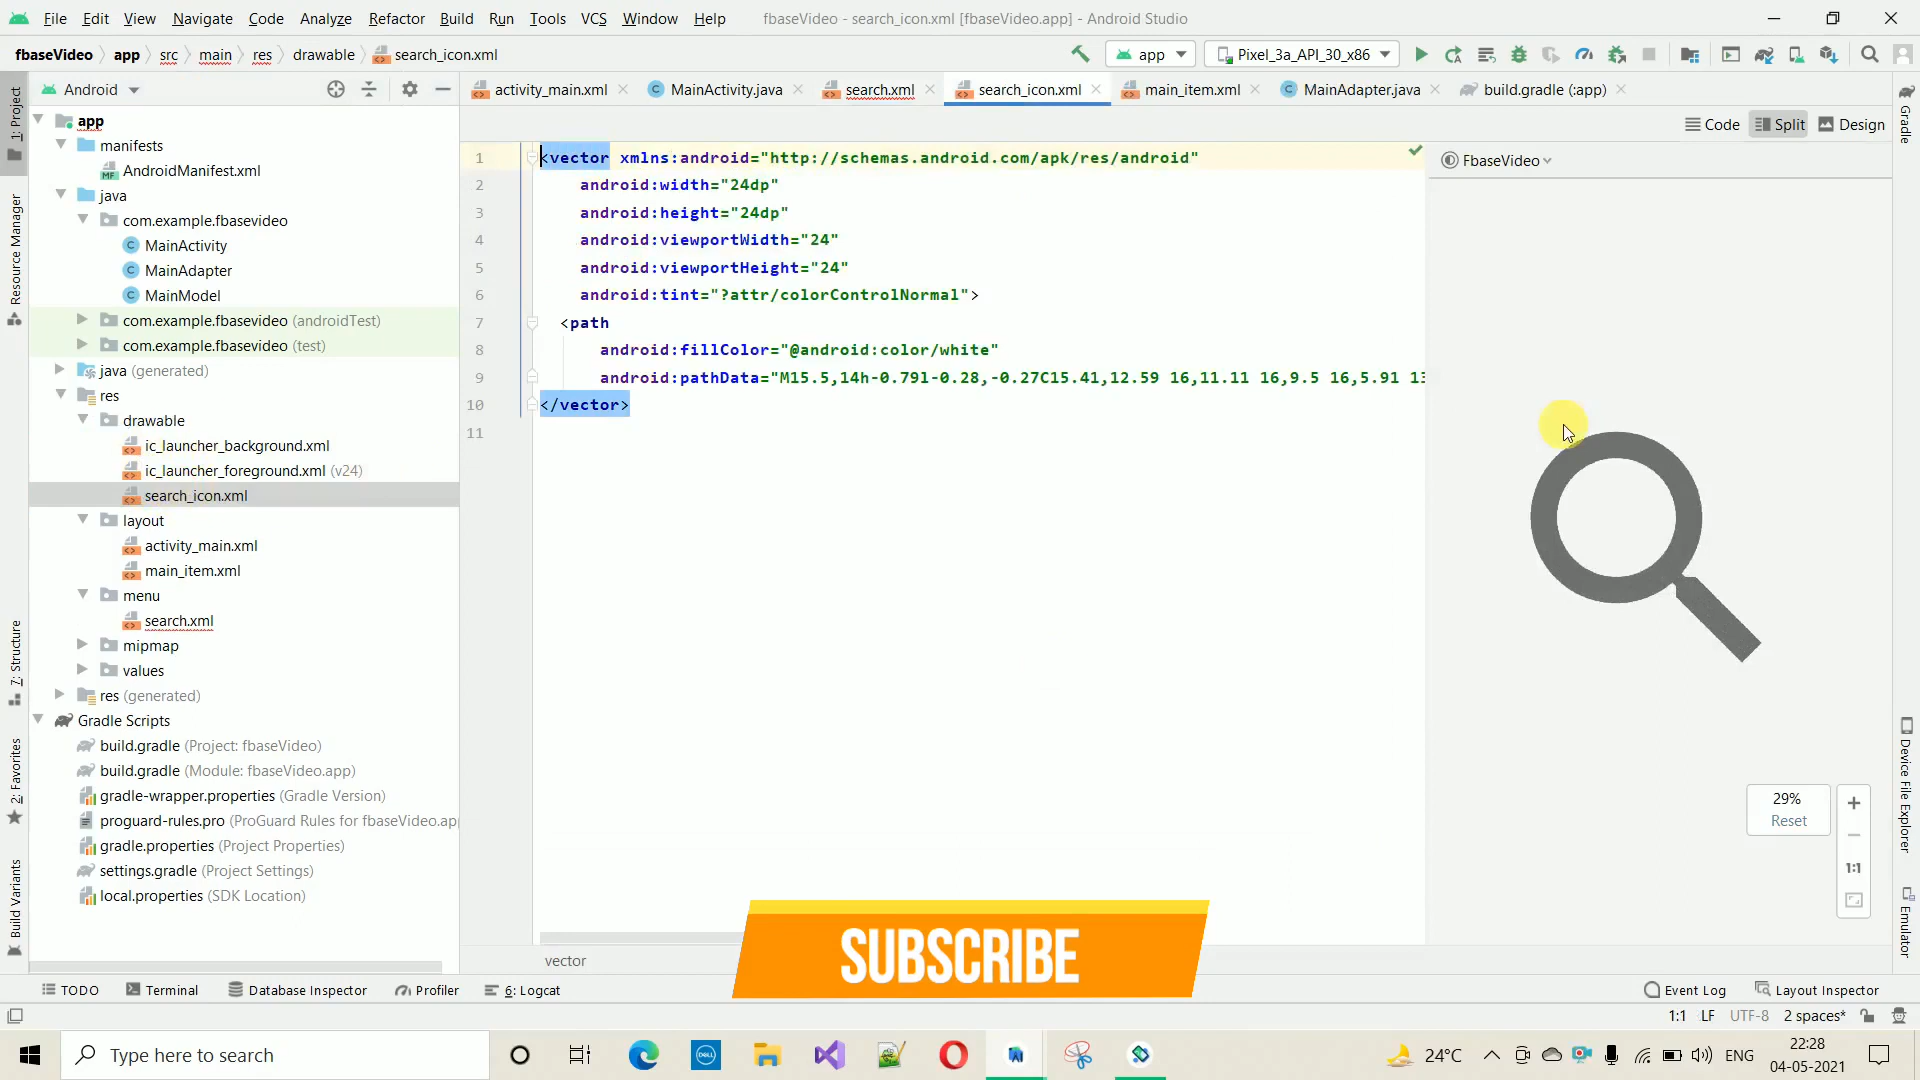 File Edit View Navigate Code Analyze Refactor Build Run Tools VCS Window Help fbaseVideo - search_icon.xml [fbaseVideo.app] - Android Studio
fbaseVideo app src main res drawable search_icon.xml app Pixel_3a_API_30_x86
Android
activity_main.xml MainActivity.java search.xml search_icon.xml main_item.xml MainAdapter.java build.gradle (:app)
Code Split Design
FbaseVideo
1: Project
Resource Manager
7: Structure
2: Favorites
Build Variants
app
manifests
AndroidManifest.xml
java
com.example.fbasevideo
MainActivity
MainAdapter
MainModel
com.example.fbasevideo (androidTest)
com.example.fbasevideo (test)
java (generated)
res
drawable
ic_launcher_background.xml
ic_launcher_foreground.xml (v24)
search_icon.xml
layout
activity_main.xml
main_item.xml
menu
search.xml
mipmap
values
res (generated)
Gradle Scripts
build.gradle (Project: fbaseVideo)
build.gradle (Module: fbaseVideo.app)
gradle-wrapper.properties (Gradle Version)
proguard-rules.pro (ProGuard Rules for fbaseVideo.ap
gradle.properties (Project Properties)
settings.gradle (Project Settings)
local.properties (SDK Location)
1 <vector xmlns:android="http://schemas.android.com/apk/res/android"
2 android:width="24dp"
3 android:height="24dp"
4 android:viewportWidth="24"
5 android:viewportHeight="24"
6 android:tint="?attr/colorControlNormal">
7 <path
8 android:fillColor="@android:color/white"
9 android:pathData="M15.5,14h-0.79l-0.28,-0.27C15.41,12.59 16,11.11 16,9.5 16,5.91 13
10 </vector>
11
29%
Reset
1:1
Gradle
Device File Explorer
Emulator
vector
SUBSCRIBE
TODO Terminal Database Inspector Profiler 6: Logcat Event Log Layout Inspector
1:1 LF UTF-8 2 spaces*
Type here to search
DELL
24°C ENG
22:28
04-05-2021